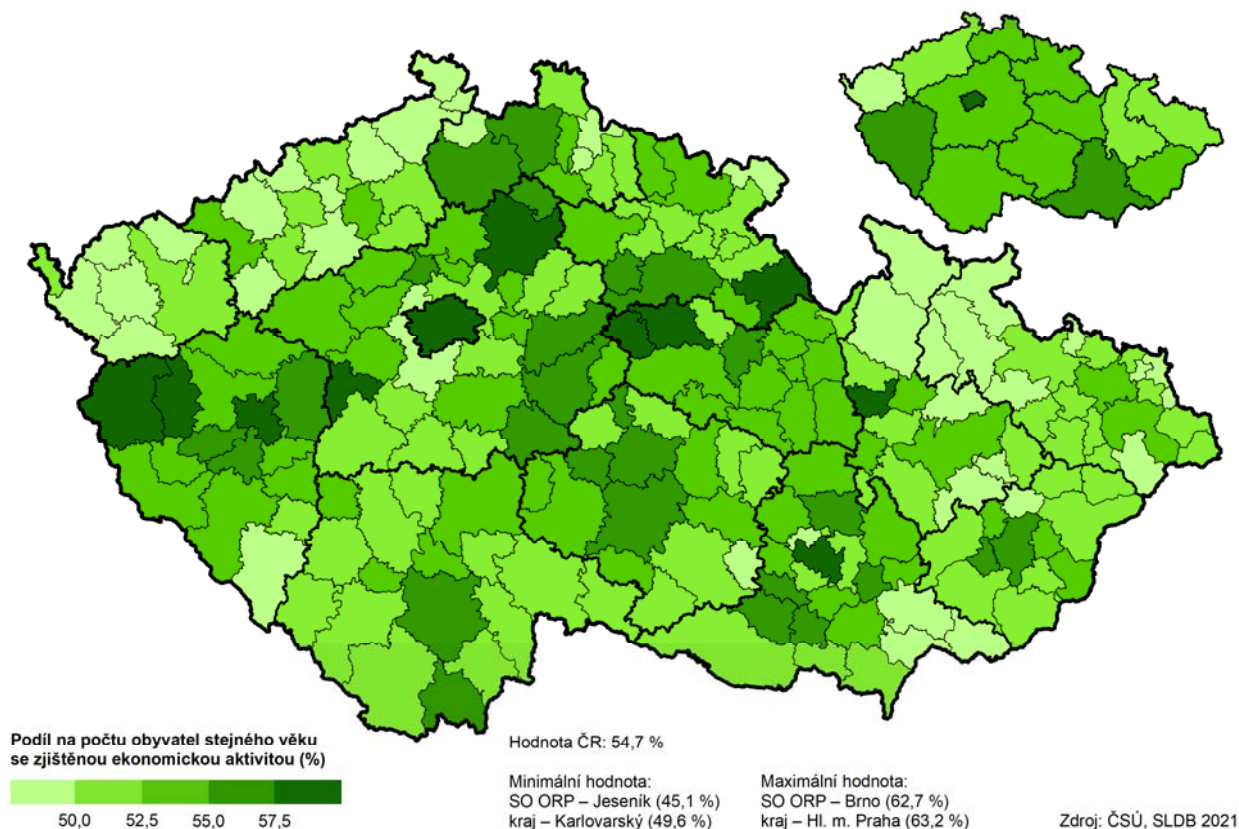 Podíl na počtu obyvatel stejného věku
se zjištěnou ekonomickou aktivitou (%)
50,0 52,5 55,0 57,5
Hodnota ČR: 54,7 %
Minimální hodnota:
SO ORP – Jeseník (45,1 %)
kraj – Karlovarský (49,6 %)
Maximální hodnota:
SO ORP – Brno (62,7 %)
kraj – Hl. m. Praha (63,2 %)
Zdroj: ČSÚ, SLDB 2021